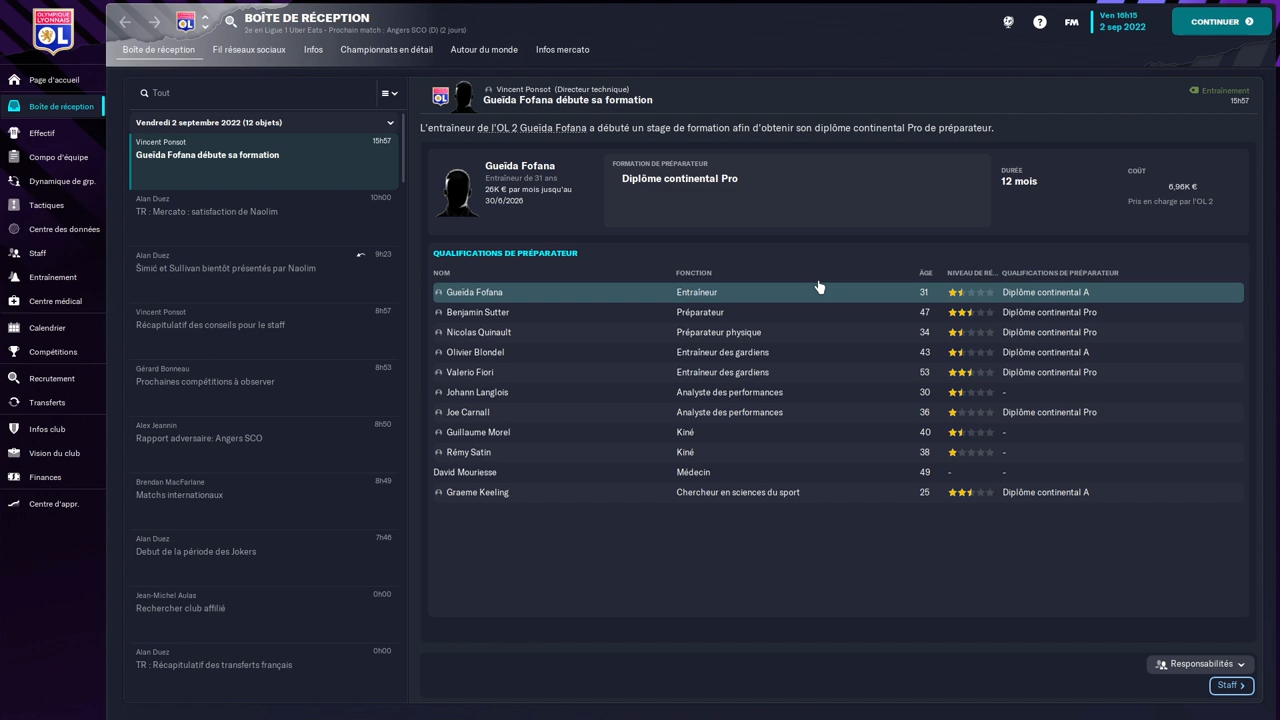 OLYMPIQUE
LYONNAIS
OL
BOÎTE DE RÉCEPTION
2e en Ligue 1 Uber Eats - Prochain match : Angers SCO (D) (2 jours)
FM
Ven 16h15
2 sep 2022
CONTINUER
Boîte de réception
Fil réseaux sociaux
Infos
Championnats en détail
Autour du monde
Infos mercato
Page d'accueil
Boîte de réception
Effectif
Compo d'équipe
Dynamique de grp.
Tactiques
Centre des données
Staff
Entraînement
Centre médical
Calendrier
Compétitions
Recrutement
Transferts
Infos club
Vision du club
Finances
Centre d'appr.
Tout
Vendredi 2 septembre 2022 (12 objets)
Vincent Ponsot 15h57
Gueïda Fofana débute sa formation
Alan Duez 10h00
TR : Mercato : satisfaction de Naolim
Alan Duez 9h23
Šimić et Sullivan bientôt présentés par Naolim
Vincent Ponsot 8h57
Récapitulatif des conseils pour le staff
Gérard Bonneau 8h53
Prochaines compétitions à observer
Alex Jeannin 8h50
Rapport adversaire: Angers SCO
Brendan MacFarlane 8h49
Matchs internationaux
Alan Duez 7h46
Debut de la période des Jokers
Jean-Michel Aulas 0h00
Rechercher club affilié
Alan Duez 0h00
TR : Récapitulatif des transferts français
Vincent Ponsot (Directeur technique)
Gueïda Fofana débute sa formation
Entraînement
15h57
L'entraîneur de l'OL 2 Gueïda Fofana a débuté un stage de formation afin d'obtenir son diplôme continental Pro de préparateur.
Gueïda Fofana
Entraîneur de 31 ans
26K € par mois jusqu'au
30/6/2026
FORMATION DE PRÉPARATEUR
Diplôme continental Pro
DURÉE
12 mois
COÛT
6,96K €
Pris en charge par l'OL 2
QUALIFICATIONS DE PRÉPARATEUR
NOM FONCTION ÂGE NIVEAU DE RÉ... QUALIFICATIONS DE PRÉPARATEUR
Gueïda Fofana Entraîneur 31 Diplôme continental A
Benjamin Sutter Préparateur 47 Diplôme continental Pro
Nicolas Quinault Préparateur physique 34 Diplôme continental Pro
Olivier Blondel Entraîneur des gardiens 43 Diplôme continental A
Valerio Fiori Entraîneur des gardiens 53 Diplôme continental Pro
Johann Langlois Analyste des performances 30 -
Joe Carnall Analyste des performances 36 Diplôme continental Pro
Guillaume Morel Kiné 40 -
Rémy Satin Kiné 38 -
David Mouriesse Médecin 49 - -
Graeme Keeling Chercheur en sciences du sport 25 Diplôme continental A
Responsabilités
Staff